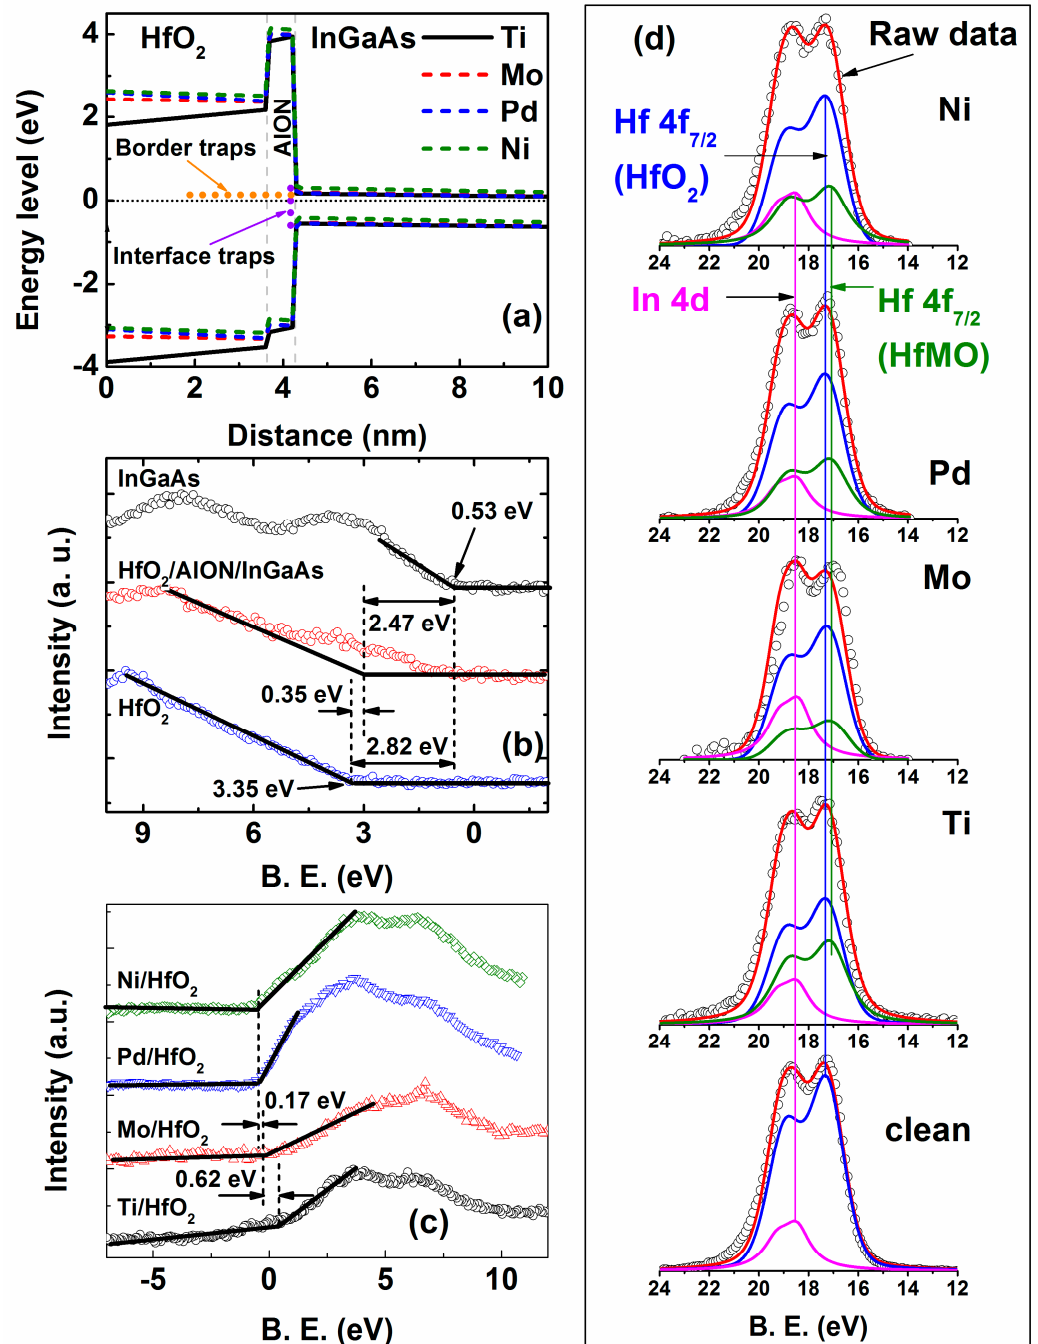 HfO2
InGaAs
Ti
Mo
Pd
Ni
AlON
Border traps
Interface traps
(a)
4
2
0
-2
-4
0 2 4 6 8 10
Energy level (eV)
Distance (nm)
InGaAs
0.53 eV
HfO2/AlON/InGaAs
2.47 eV
0.35 eV
HfO2
2.82 eV
(b)
3.35 eV
9 6 3 0
Intensity (a. u.)
B. E. (eV)
Ni/HfO2
Pd/HfO2
0.17 eV
Mo/HfO2
0.62 eV
Ti/HfO2
(c)
-5 0 5 10
Intensity (a.u.)
B. E. (eV)
(d)
Raw data
Ni
Hf 4f7/2
(HfO2)
24 22 20 18 16 14 12
In 4d
Hf 4f7/2
(HfMO)
Pd
24 22 20 18 16 14 12
Mo
24 22 20 18 16 14 12
Ti
24 22 20 18 16 14 12
clean
24 22 20 18 16 14 12
B. E. (eV)